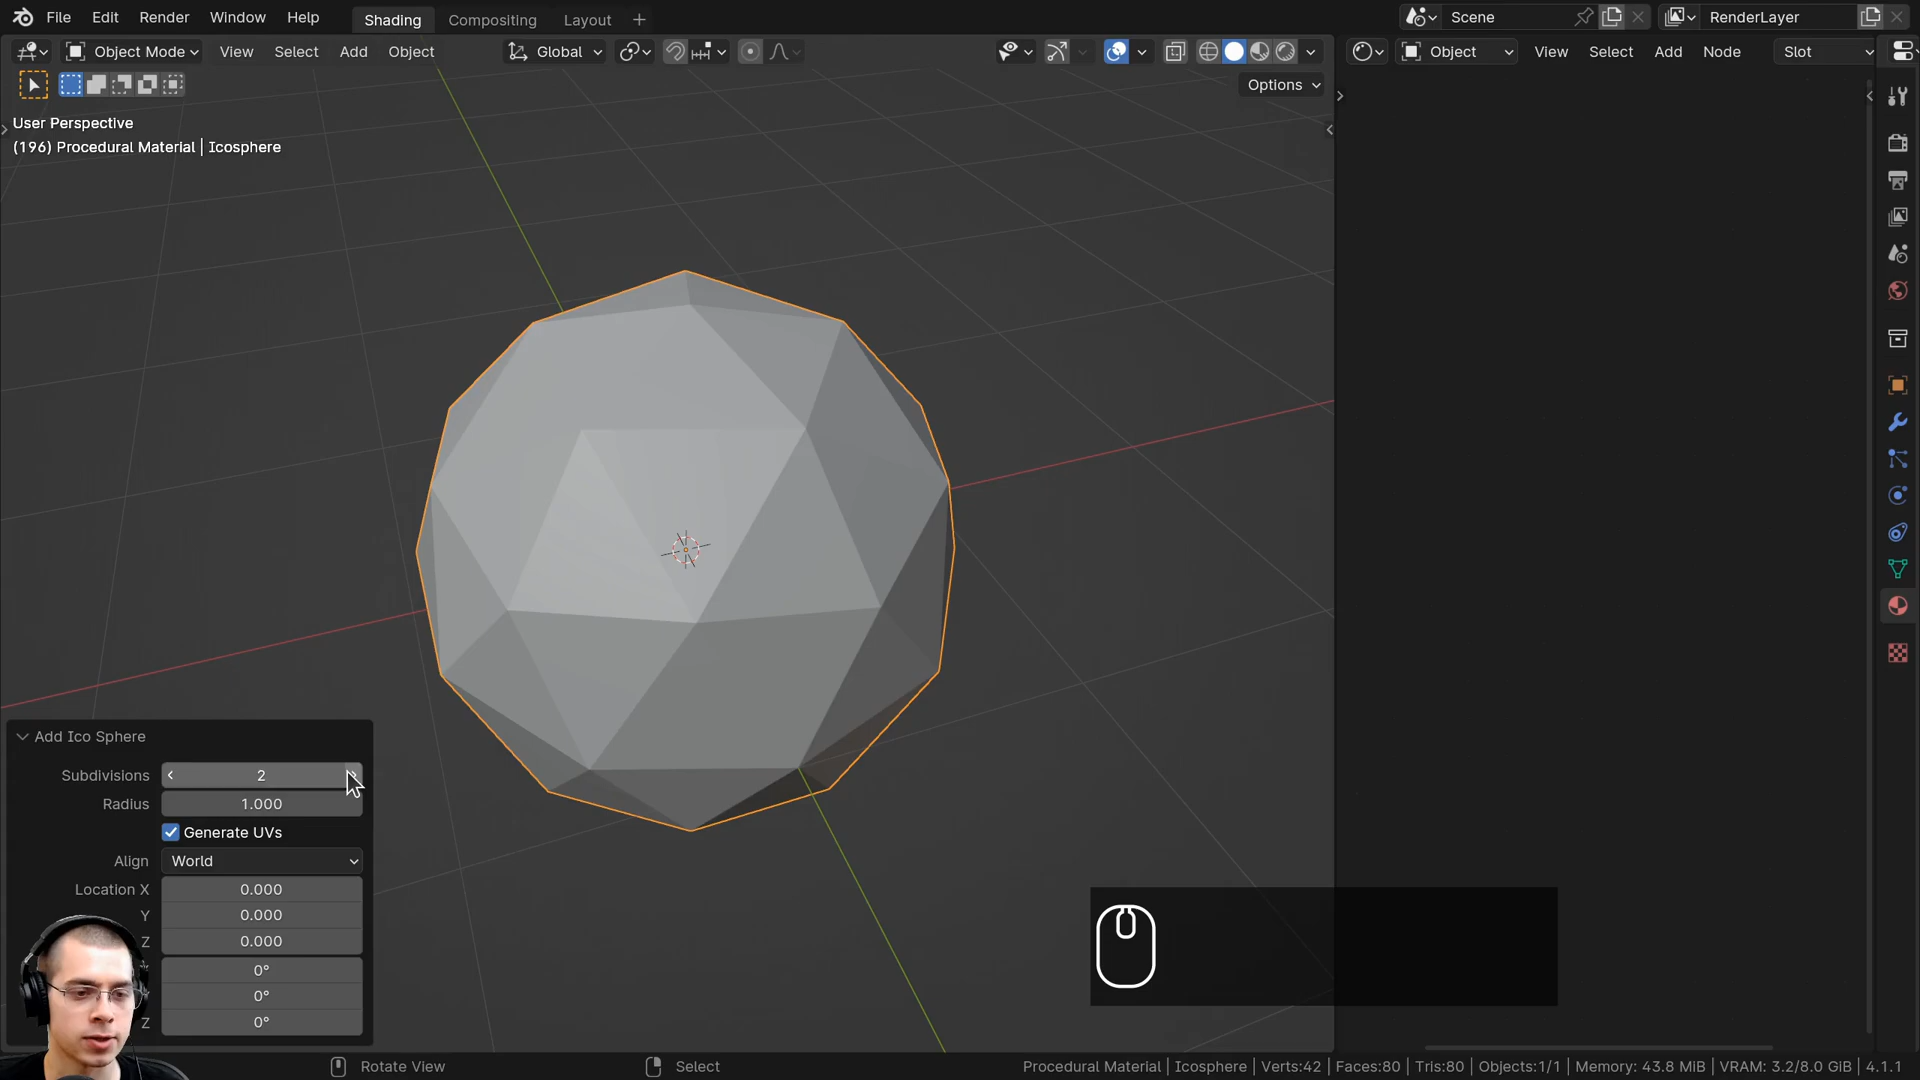 File Edit Render Window Help Shading Compositing Layout + Scene RenderLayer
Object Mode View Select Add Object Global Object View Select Add Node Slot
Options
User Perspective
(196) Procedural Material | Icosphere
Add Ico Sphere
Subdivisions 2
Radius 1.000
Generate UVs
Align World
Location X 0.000
Y 0.000
Z 0.000
0°
0°
Z 0°
Rotate View Select Procedural Material | Icosphere | Verts:42 | Faces:80 | Tris:80 | Objects:1/1 | Memory: 43.8 MiB | VRAM: 3.2/8.0 GiB | 4.1.1